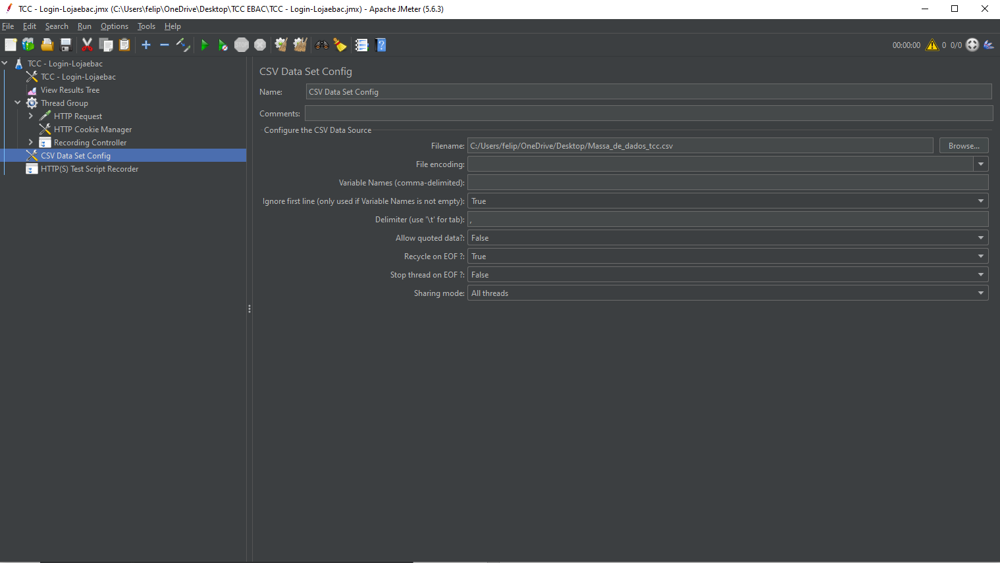 TCC - Login-Lojaebac.jmx (C:\Users\felip\OneDrive\Desktop\TCC EBAC\TCC - Login-Lojaebac.jmx) - Apache JMeter (5.6.3)
File Edit Search Run Options Tools Help
STOP
00:00:00 0 0/0
TCC - Login-Lojaebac
TCC - Login-Lojaebac
View Results Tree
Thread Group
HTTP Request
HTTP Cookie Manager
Recording Controller
CSV Data Set Config
HTTP(S) Test Script Recorder
CSV Data Set Config
Name: CSV Data Set Config
Comments:
Configure the CSV Data Source
Filename: C:/Users/felip/OneDrive/Desktop/Massa_de_dados_tcc.csv Browse...
File encoding:
Variable Names (comma-delimited):
Ignore first line (only used if Variable Names is not empty): True
Delimiter (use '\t' for tab): ,
Allow quoted data?: False
Recycle on EOF ?: True
Stop thread on EOF ?: False
Sharing mode: All threads